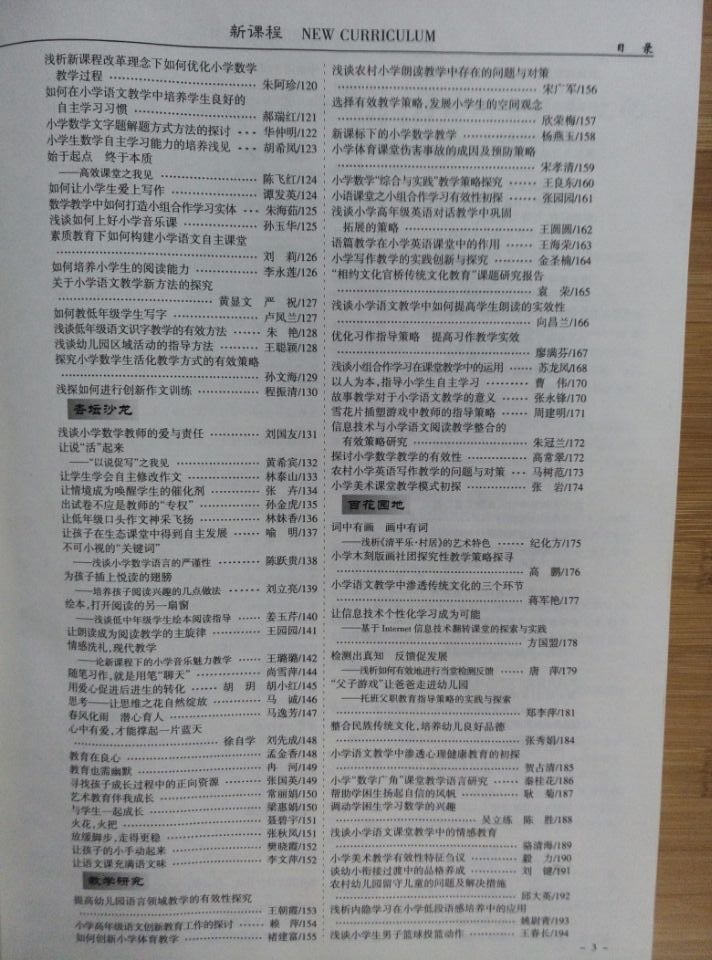 新课程 NEW CURRICULUM
目 录
浅析新课程改革理念下如何优化小学数学
教学过程 朱阿珍/120
如何在小学语文教学中培养学生良好的
自主学习习惯 郝瑞红/121
小学数学文字题解题方式方法的探讨 华仲明/122
小学生数学自主学习能力的培养浅见 胡希凤/123
始于起点 终于本质
——高效课堂之我见 陈飞红/124
如何让小学生爱上写作 谭发英/124
数学教学中如何打造小组合作学习实体 朱海茹/125
浅谈如何上好小学音乐课 孙玉华/125
素质教育下如何构建小学语文自主课堂
刘 莉/126
如何培养小学生的阅读能力 李永莲/126
关于小学语文教学新方法的探究
黄显文 严 祝/127
如何教低年级学生写字 卢凤兰/127
浅谈低年级语文识字教学的有效方法 朱 艳/128
浅谈幼儿园区域活动的指导方法 王聪颖/128
探究小学数学生活化教学方式的有效策略
孙文海/129
浅探如何进行创新作文训练 程振清/130
杏坛沙龙
浅谈小学数学教师的爱与责任 刘国友/131
让说“活”起来
——“以说促写”之我见 黄希宾/132
让学生学会自主修改作文 林泰山/133
让情境成为唤醒学生的催化剂 张 卉/134
出试卷不应是教师的“专权” 孙金虎/135
让低年级口头作文神采飞扬 林妹香/136
让孩子在生态课堂中得到自主发展 喻 明/137
不可小视的“关键词”
——浅谈小学数学语言的严谨性 陈跃贵/138
为孩子插上悦读的翅膀
——培养孩子阅读兴趣的几点做法 刘立亮/139
绘本,打开阅读的另一扇窗
——浅谈低中年级学生绘本阅读指导 姜玉芹/140
让朗读成为阅读教学的主旋律 王园园/141
情感洗礼,现代教学
——论新课程下的小学音乐魅力教学 王璐璐/142
随笔习作,就是用笔“聊天” 尚雪萍/144
用爱心促进后进生的转化 胡 玥 胡小红/145
思考——让思维之花自然绽放 马 诚/146
春风化雨 潜心育人 马逸芳/147
心中有爱,才能撑起一片蓝天
徐自学 刘先成/148
教育在良心 孟金香/148
教育也需幽默 冉 河/149
寻找孩子成长过程中的正向资源 张国英/149
艺术教育伴我成长 常丽娟/150
与学生一起成长 梁惠娟/150
火花,火把 聂碧宇/151
放缓脚步,走得更稳 张秋凤/151
让孩子的小手动起来 樊晓霞/152
让语文课充满语文味 李文萍/152
教学研究
提高幼儿语言领域教学的有效性探究
王朝霞/153
小学高年级语文创新教育工作的探讨 赖 萍/154
如何创新小学体育教学 褚建富/155
浅谈农村小学朗读教学中存在的问题与对策
宋广军/156
选择有效教学策略,发展小学生的空间观念
欣荣梅/157
新课标下的小学数学教学 杨燕玉/158
小学体育课堂伤害事故的成因及预防策略
宋孝清/159
小学数学“综合与实践”教学策略探究 王良东/160
小语课堂之小组合作学习有效性初探 张园园/161
浅谈小学高年级英语对话教学中巩固
拓展的策略 王圆圆/162
语篇教学在小学英语课堂中的作用 王海荣/163
小学写作教学的实践创新与探究 金圣楠/164
“相约文化官桥传统文化教育”课题研究报告
袁 荣/165
浅谈小学语文教学中如何提高学生朗读的实效性
向昌兰/166
优化习作指导策略 提高习作教学实效
廖满芬/167
浅谈小组合作学习在课堂教学中的运用 苏龙凤/168
以人为本,指导小学生自主学习 曹 伟/170
故事教学对于小学语文教学的意义 张永锋/170
雪花片插塑游戏中教师的指导策略 周建明/171
信息技术与小学语文阅读教学整合的
有效策略研究 朱冠兰/172
探讨小学数学教学的有效性 高常翠/172
农村小学英语写作教学的问题与对策 马树范/173
小学美术课堂教学模式初探 张 岩/174
百花园地
词中有画 画中有词
——浅析《清平乐·村居》的艺术特色 纪化方/175
小学木刻版画社团探究性教学策略探寻
高 鹏/176
小学语文教学中渗透传统文化的三个环节
蒋军艳/177
让信息技术个性化学习成为可能
——基于 Internet 信息技术翻转课堂的探索与实践
方国盟/178
检测出真知 反馈促发展
——浅析如何有效地进行当堂检测反馈 唐 萍/179
“父子游戏”让爸爸走进幼儿园
——托班父职教育指导策略的实践与探索
郑李萍/181
整合民族传统文化,培养幼儿良好品德
张秀娟/184
小学语文教学中渗透心理健康教育的初探
贺占清/185
小学“数学广角”课堂教学语言研究 秦桂花/186
帮助学困生扬起自信的风帆 耿 菊/187
调动学困生学习数学的兴趣
吴立练 陈 胜/188
浅谈小学语文课堂教学中的情感教育
骆清海/189
小学美术教学有效性特征刍议 毅 力/190
谈幼小衔接过渡中的品格养成 刘 健/191
农村幼儿园留守儿童的问题及解决措施
邱大英/192
浅析内隐学习在小学低段语感培养中的应用
姚尉青/193
浅谈小学生男子篮球投篮动作 王春长/194
- 3 -